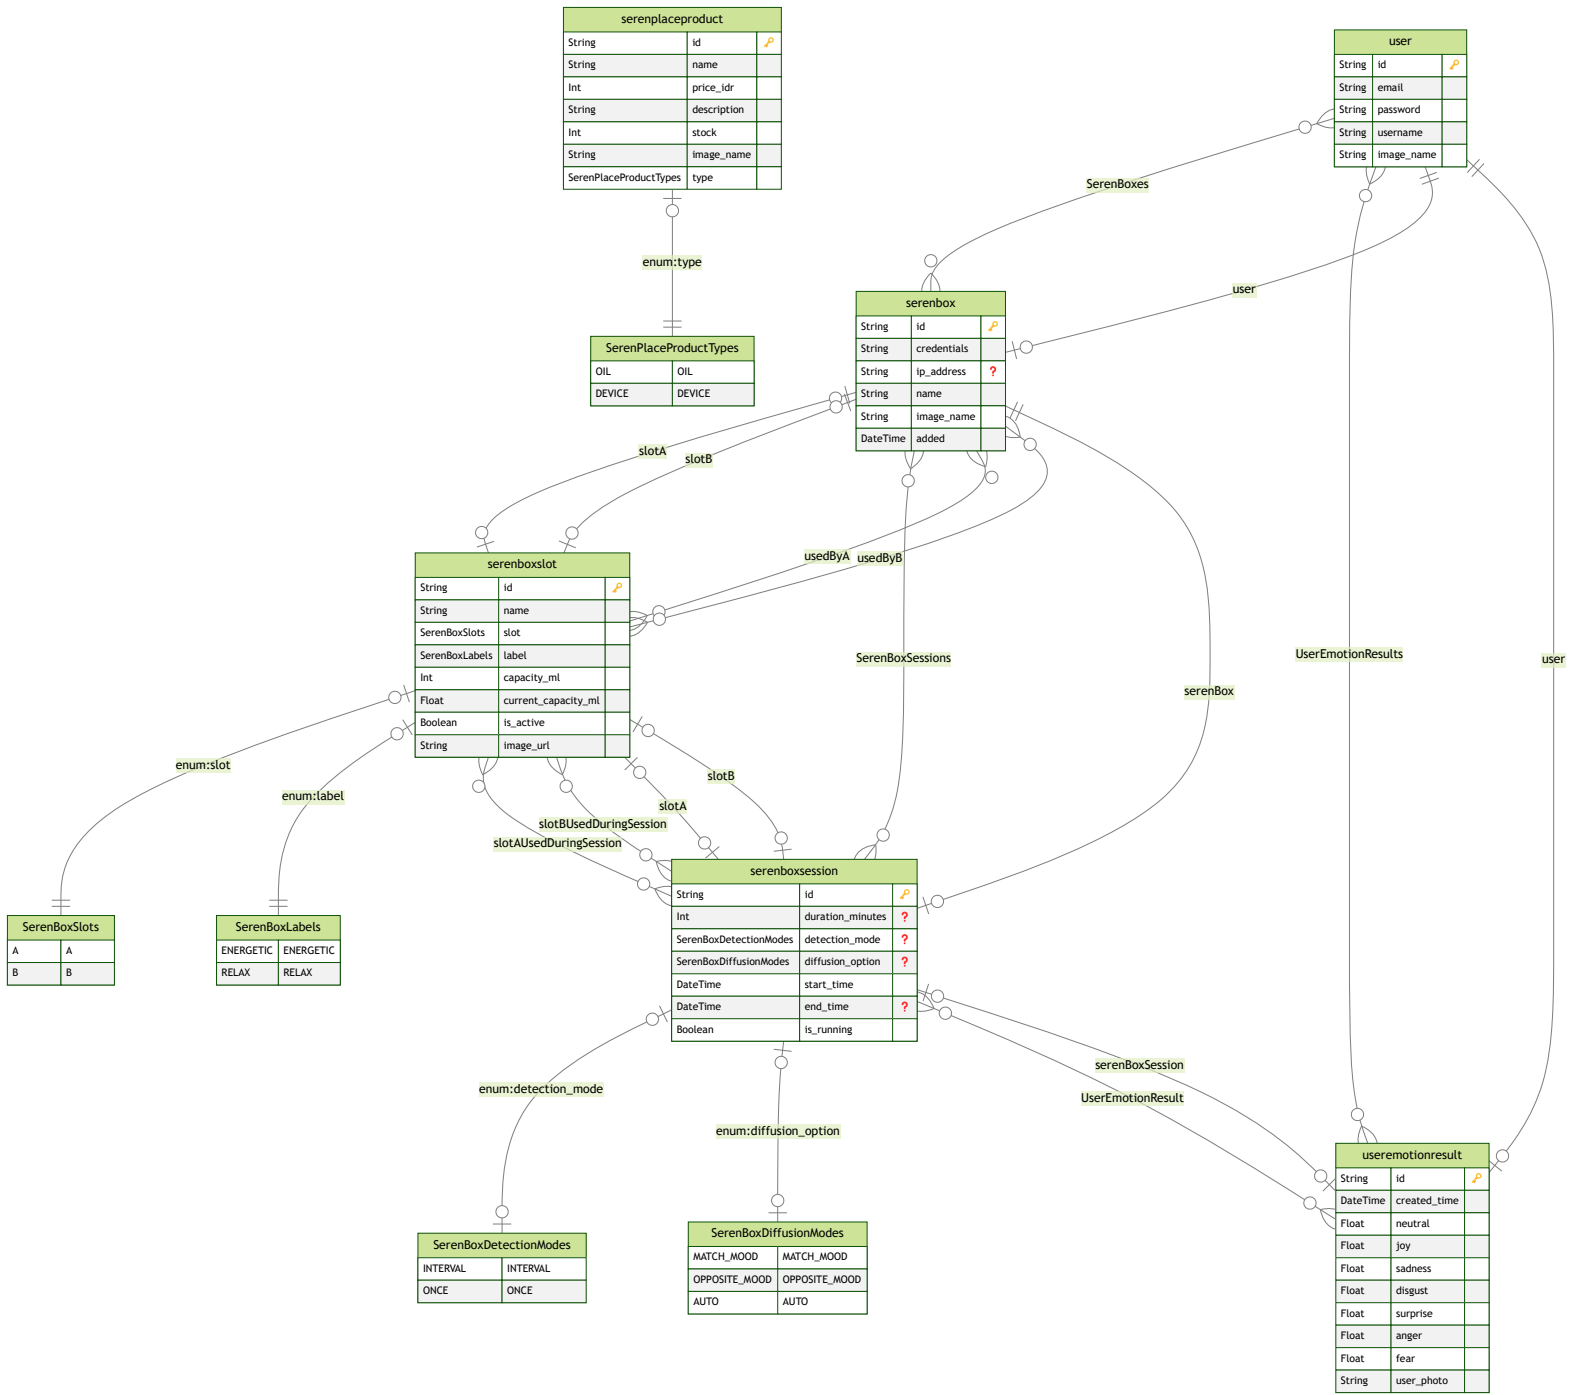 serenplaceproduct
String id
String name
Int price_idr
String description
Int stock
String image_name
SerenPlaceProductTypes type
user
String id
String email
String password
String username
String image_name
SerenBoxes
enum:type
user
serenbox
String id
String credentials
String ip_address ?
String name
String image_name
DateTime added
SerenPlaceProductTypes
OIL OIL
DEVICE DEVICE
slotA
slotB
usedByA
usedByB
serenboxslot
String id
String name
SerenBoxSlots slot
SerenBoxLabels label
Int capacity_ml
Float current_capacity_ml
Boolean is_active
String image_url
SerenBoxSessions
UserEmotionResults
user
serenBox
enum:slot
enum:label
slotB
slotA
slotBUsedDuringSession
slotAUsedDuringSession
SerenBoxSlots
A A
B B
SerenBoxLabels
ENERGETIC ENERGETIC
RELAX RELAX
serenboxsession
String id
Int duration_minutes ?
SerenBoxDetectionModes detection_mode ?
SerenBoxDiffusionModes diffusion_option ?
DateTime start_time
DateTime end_time ?
Boolean is_running
serenBoxSession
enum:detection_mode
UserEmotionResult
enum:diffusion_option
useremotionresult
String id
DateTime created_time
Float neutral
Float joy
Float sadness
Float disgust
Float surprise
Float anger
Float fear
String user_photo
SerenBoxDetectionModes
INTERVAL INTERVAL
ONCE ONCE
SerenBoxDiffusionModes
MATCH_MOOD MATCH_MOOD
OPPOSITE_MOOD OPPOSITE_MOOD
AUTO AUTO